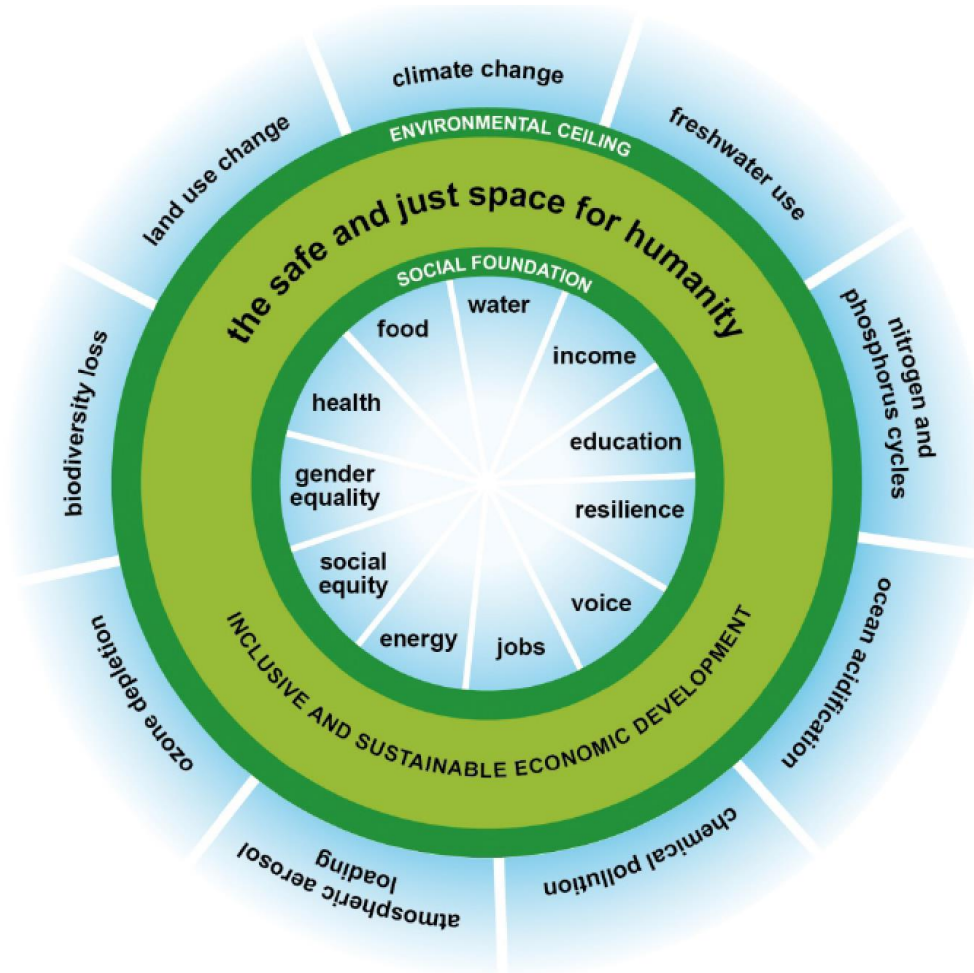 climate change
freshwater use
nitrogen and
phosphorus cycles
ocean acidification
chemical pollution
atmospheric aerosol
loading
ozone depletion
biodiversity loss
land use change
ENVIRONMENTAL CEILING
the safe and just space for humanity
SOCIAL FOUNDATION
water
income
education
resilience
voice
jobs
energy
social
equity
gender
equality
health
food
INCLUSIVE AND SUSTAINABLE ECONOMIC DEVELOPMENT